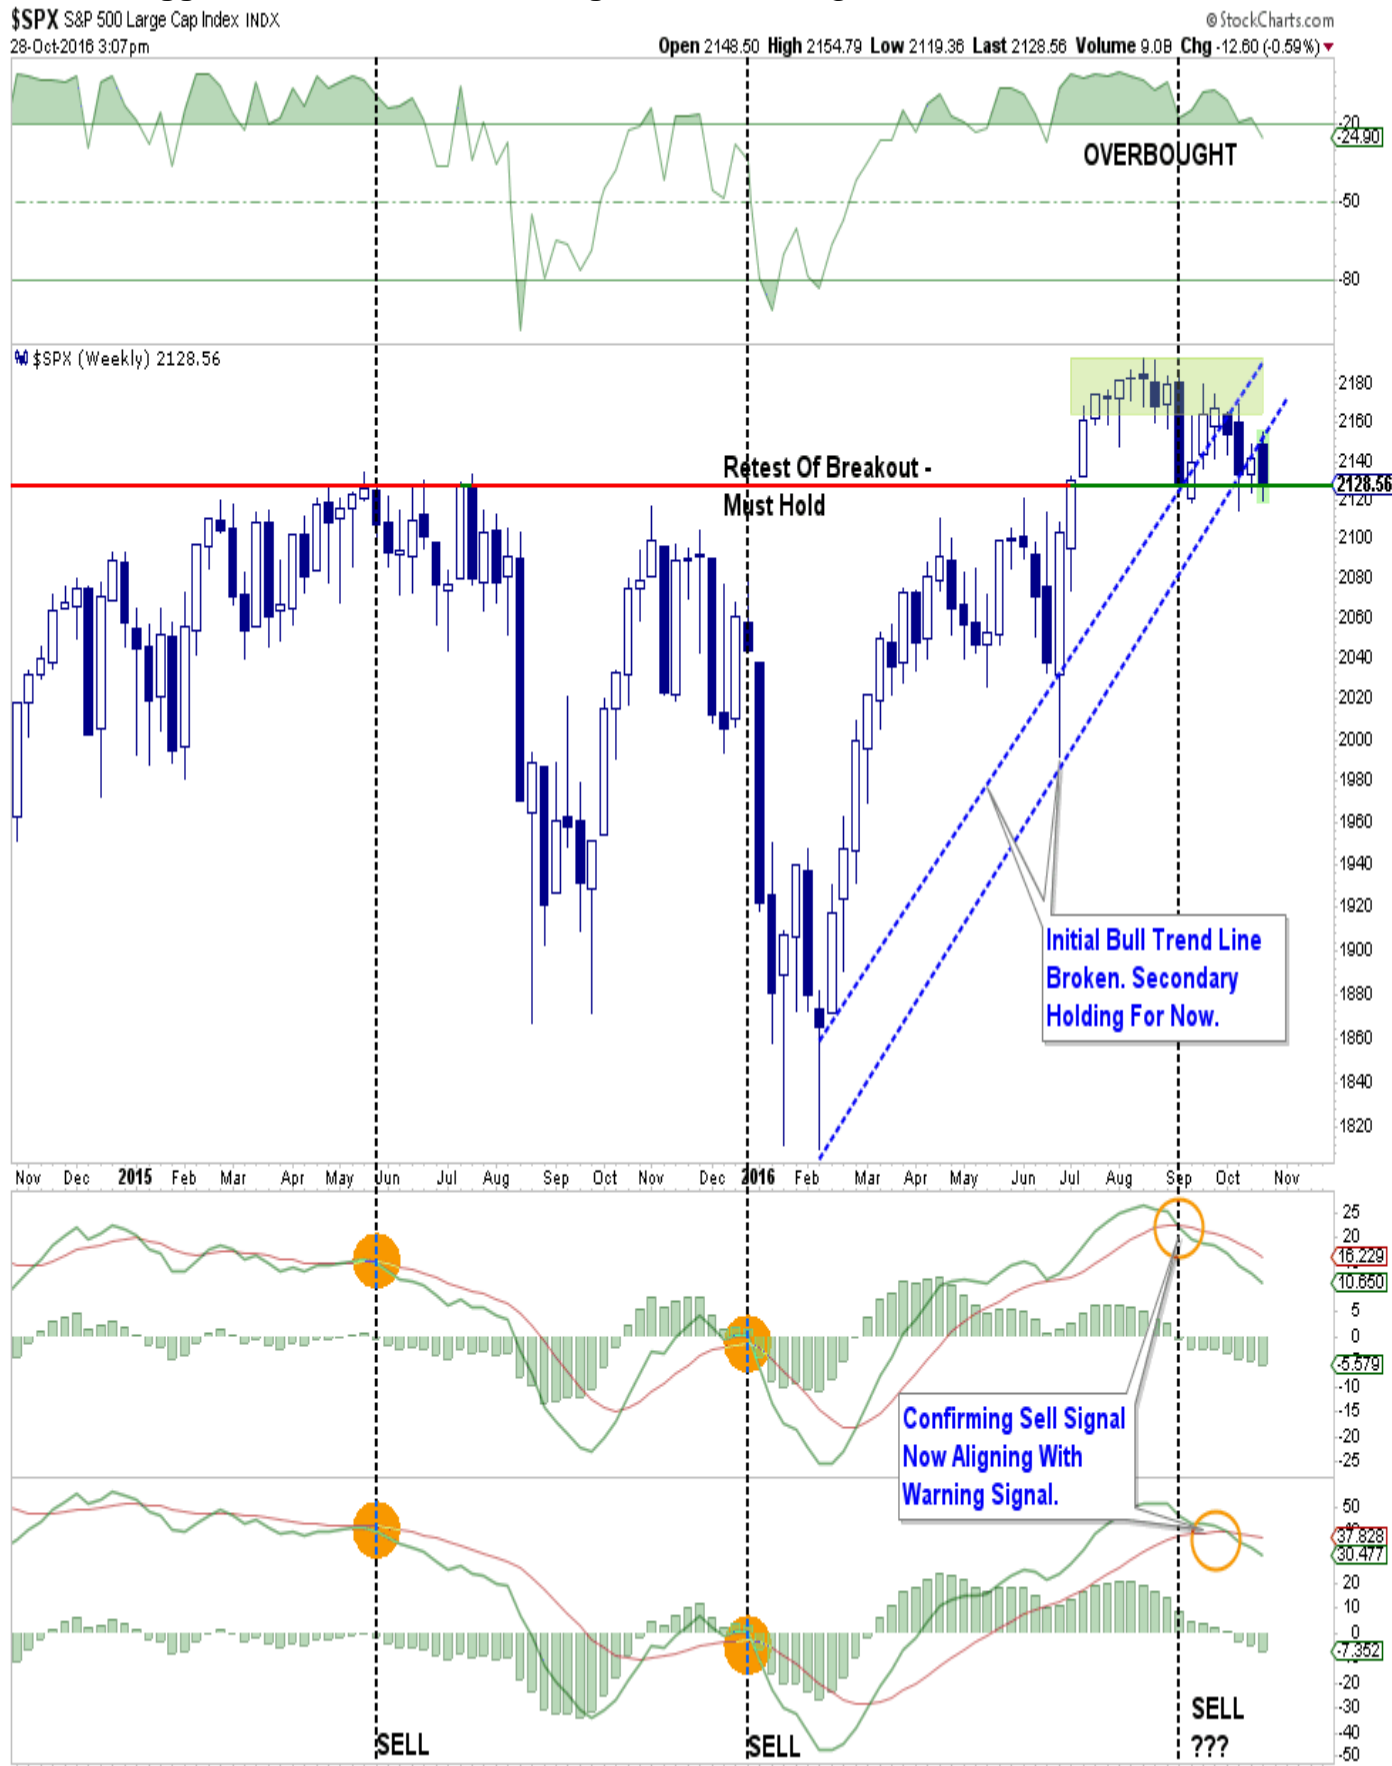 $SPX S&P 500 Large Cap Index INDX
© StockCharts.com
28-Oct-2016 3:07pm
Open 2148.50 High 2154.79 Low 2119.36 Last 2128.56 Volume 9.0B Chg -12.60 (-0.59%)
-20
-24.90
OVERBOUGHT
-50
-80
$SPX (Weekly) 2128.56
2180
2160
Retest Of Breakout -
2140
2128.56
Must Hold
2120
2100
2080
2060
2040
2020
2000
1980
1960
1940
1920
Initial Bull Trend Line
Broken. Secondary
Holding For Now.
1900
1880
1860
1840
1820
Nov Dec 2015 Feb Mar Apr May Jun Jul Aug Sep Oct Nov Dec 2016 Feb Mar Apr May Jun Jul Aug Sep Oct Nov
25
20
16.229
10.650
5
0
-5.579
-10
-15
-20
-25
Confirming Sell Signal
Now Aligning With
Warning Signal.
50
37.828
30.477
20
10
0
-7.352
-20
-30
-40
-50
SELL
SELL
SELL
???